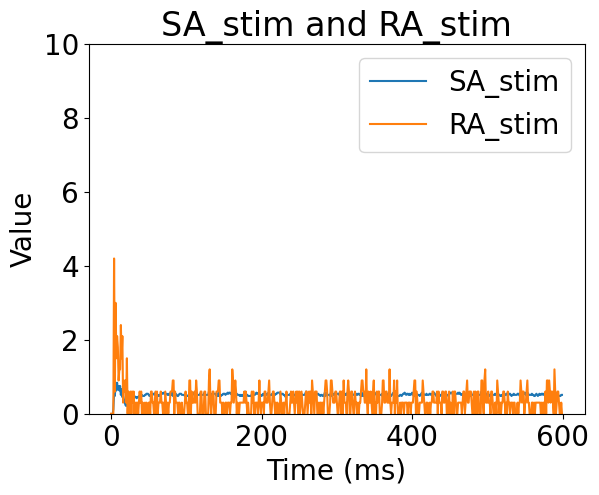 SA_stim and RA_stim
10
8
6
4
2
0
Value
SA_stim
RA_stim
0 200 400 600
Time (ms)